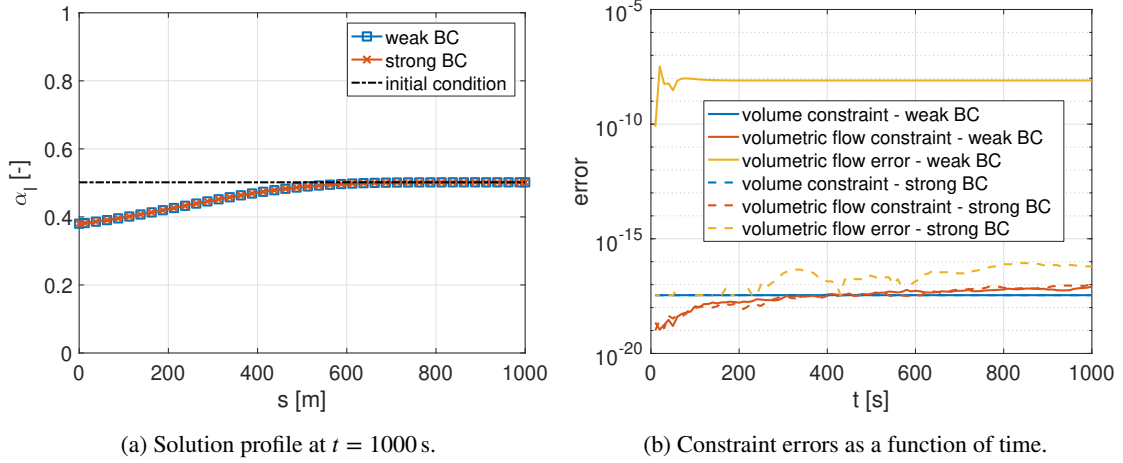 1
0.8
0.6
0.4
0.2
0
α_l [-]
0
200
400
600
800
1000
s [m]
weak BC
strong BC
initial condition
(a) Solution profile at t = 1000 s.
10^-5
10^-10
10^-15
10^-20
error
0
200
400
600
800
1000
t [s]
volume constraint - weak BC
volumetric flow constraint - weak BC
volumetric flow error - weak BC
volume constraint - strong BC
volumetric flow constraint - strong BC
volumetric flow error - strong BC
(b) Constraint errors as a function of time.